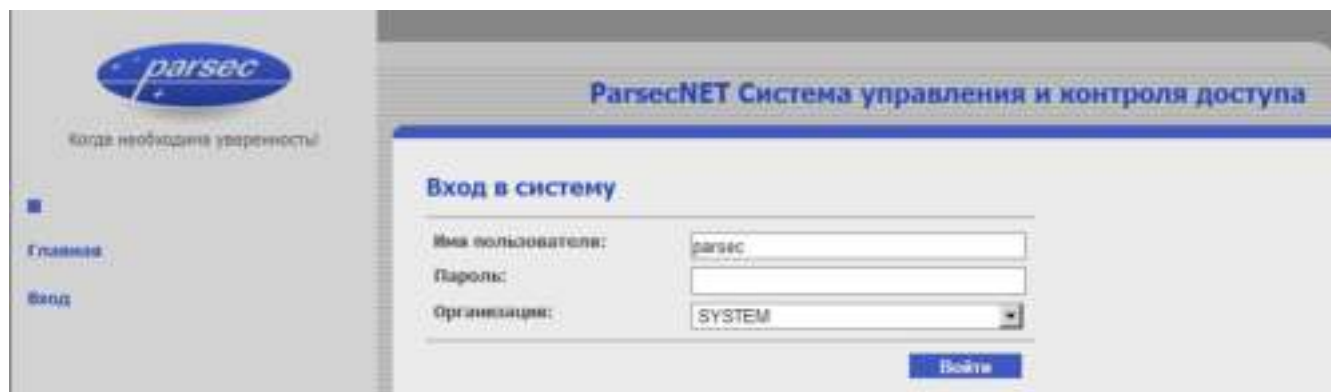 parsec
Когда необходима уверенность!
Главная
Вход
ParsecNET Система управления и контроля доступа
Вход в систему
Имя пользователя: parsec
Пароль:
Организация: SYSTEM
Войти